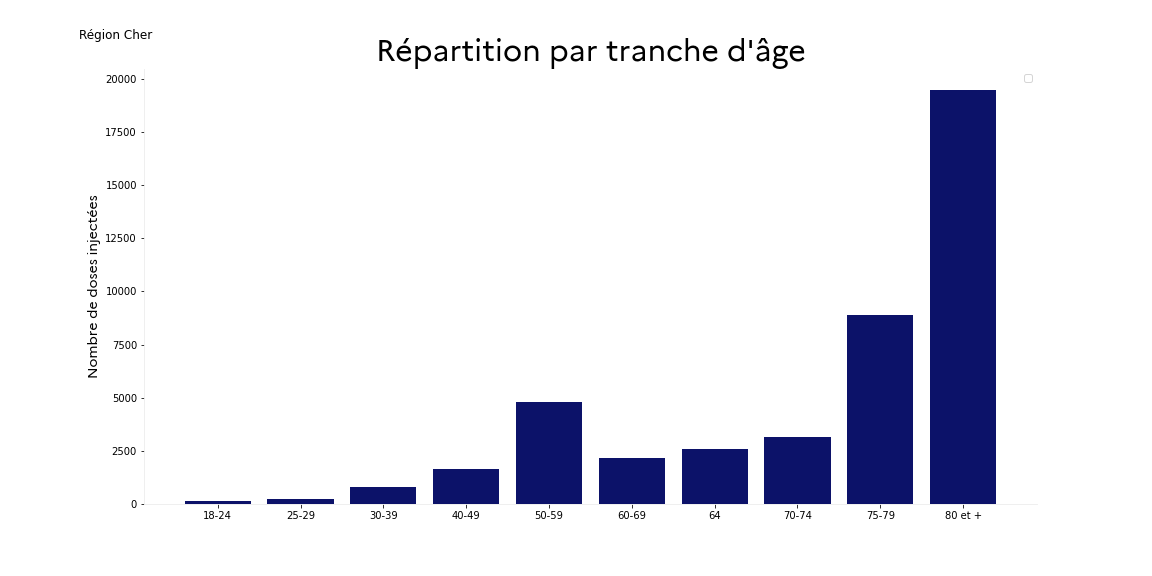 Région Cher
Répartition par tranche d'âge
Nombre de doses injectées
20000
17500
15000
12500
10000
7500
5000
2500
0
18-24 25-29 30-39 40-49 50-59 60-69 64 70-74 75-79 80 et +